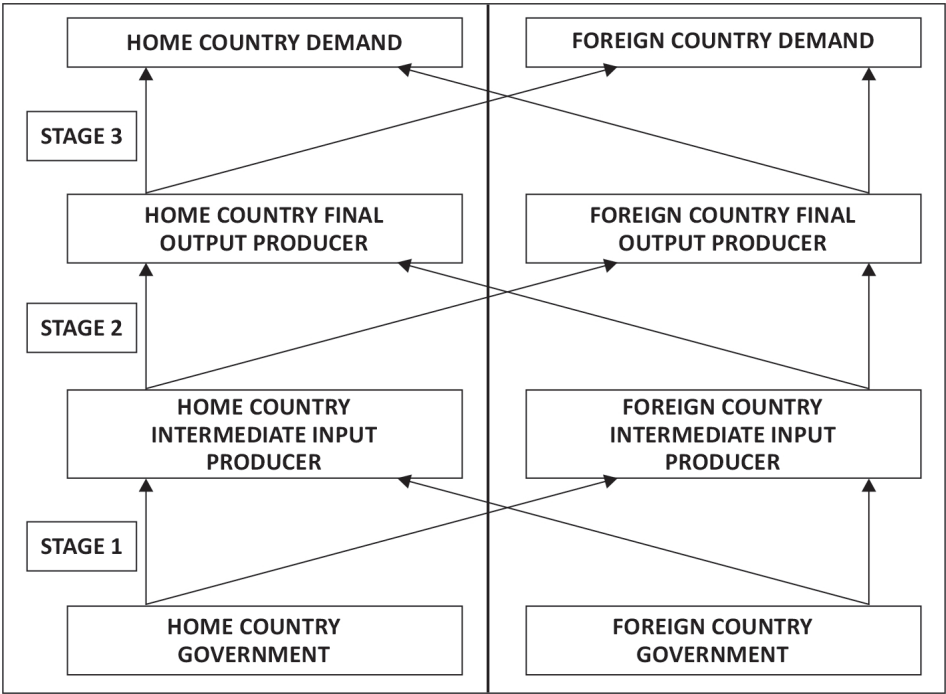 HOME COUNTRY DEMAND
FOREIGN COUNTRY DEMAND
STAGE 3
HOME COUNTRY FINAL
OUTPUT PRODUCER
FOREIGN COUNTRY FINAL
OUTPUT PRODUCER
STAGE 2
HOME COUNTRY
INTERMEDIATE INPUT
PRODUCER
FOREIGN COUNTRY
INTERMEDIATE INPUT
PRODUCER
STAGE 1
HOME COUNTRY
GOVERNMENT
FOREIGN COUNTRY
GOVERNMENT